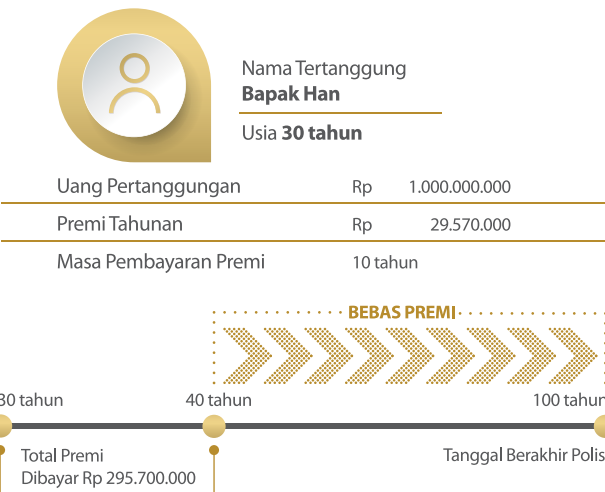 Nama Tertanggung
Bapak Han
Usia 30 tahun
Uang Pertanggungan Rp 1.000.000.000
Premi Tahunan Rp 29.570.000
Masa Pembayaran Premi 10 tahun
BEBAS PREMI
30 tahun 40 tahun 100 tahun
Total Premi Tanggal Berakhir Polis
Dibayar Rp 295.700.000